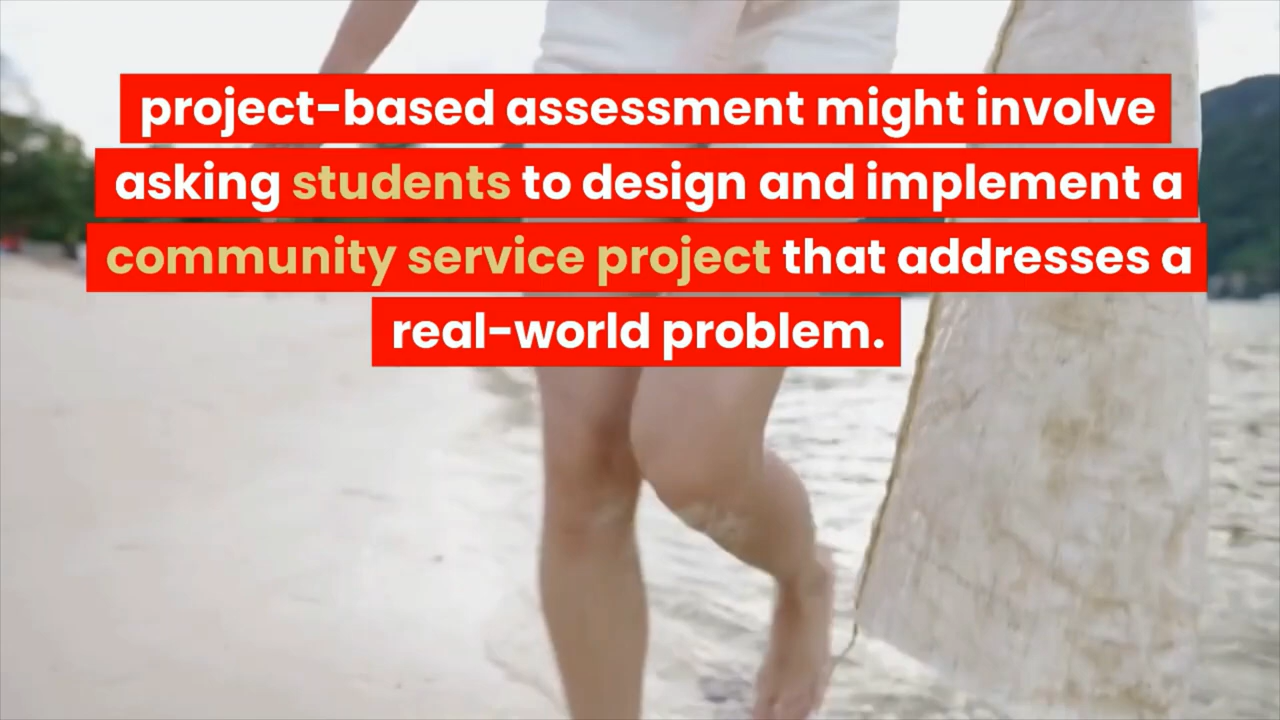 project-based assessment might involve
asking students to design and implement a
community service project that addresses a
real-world problem.